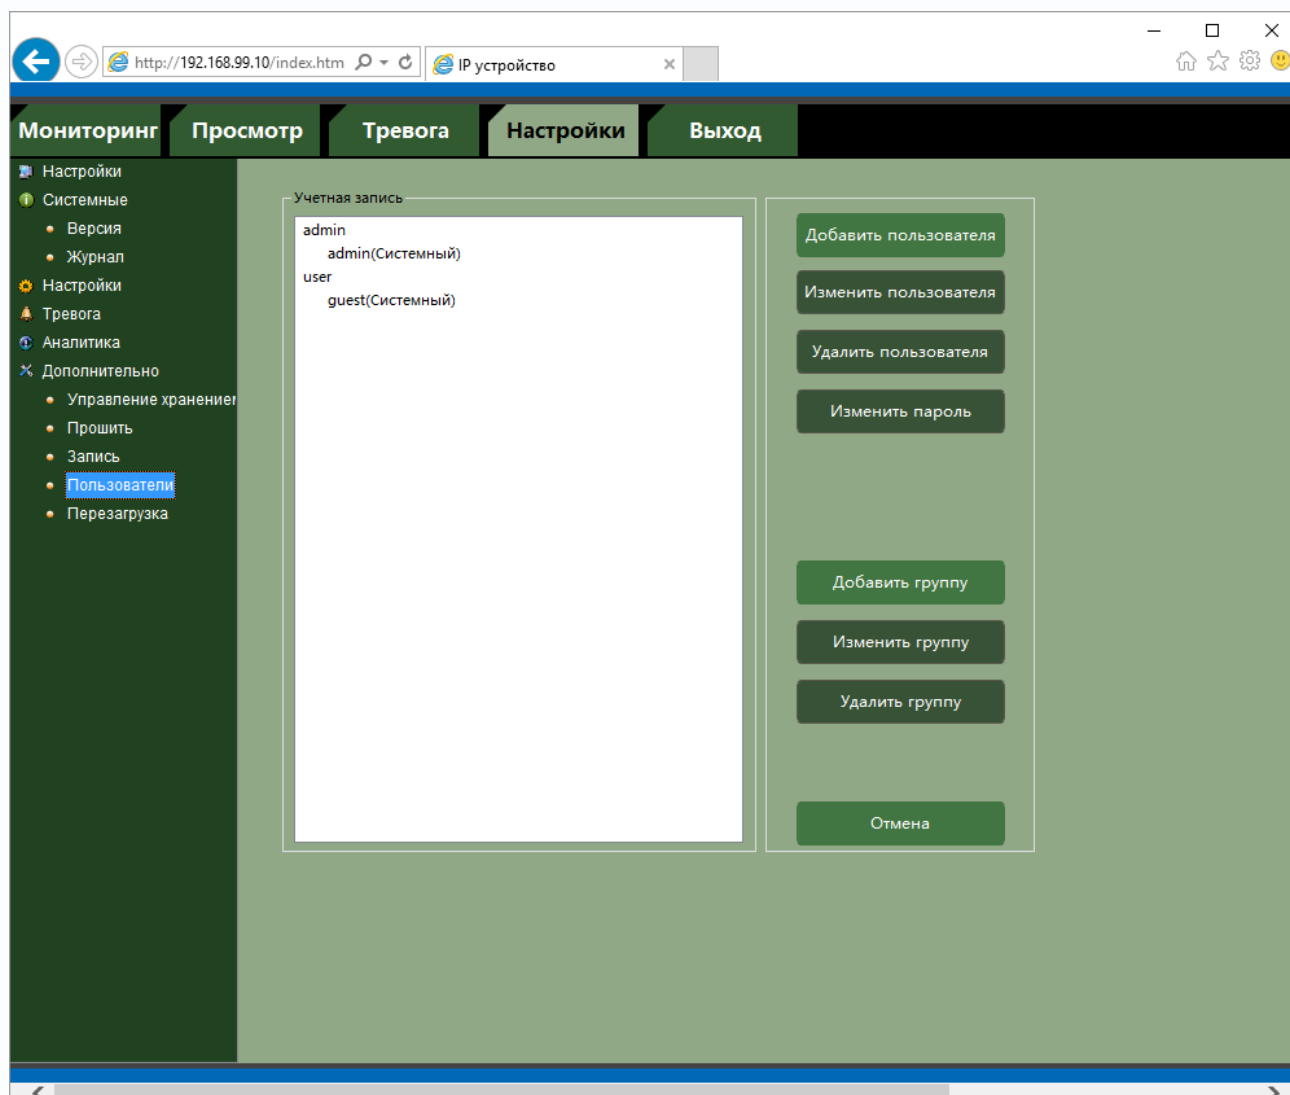 http://192.168.99.10/index.htm
IP устройство
Мониторинг
Просмотр
Тревога
Настройки
Выход
Настройки
Системные
Версия
Журнал
Настройки
Тревога
Аналитика
Дополнительно
Управление хранением
Прошить
Запись
Пользователи
Перезагрузка
Учетная запись
admin
admin(Системный)
user
guest(Системный)
Добавить пользователя
Изменить пользователя
Удалить пользователя
Изменить пароль
Добавить группу
Изменить группу
Удалить группу
Отмена